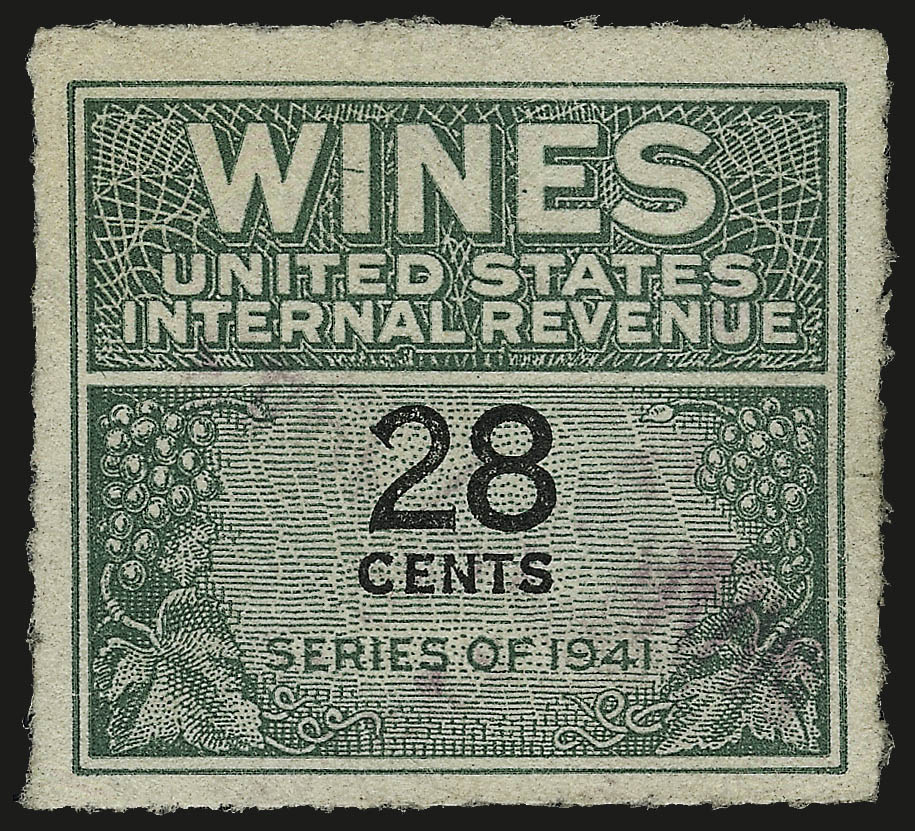 WINES
UNITED STATES
INTERNAL REVENUE
28
CENTS
SERIES OF 1941